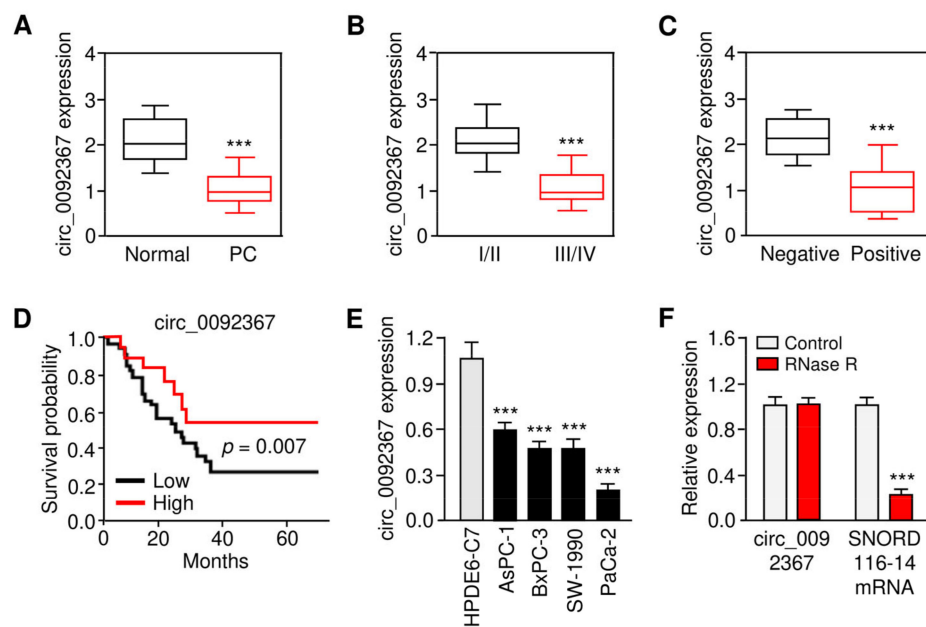 A
circ_0092367 expression
4
3
2
1
0
***
Normal
PC
B
circ_0092367 expression
4
3
2
1
0
***
I/II
III/IV
C
circ_0092367 expression
4
3
2
1
0
***
Negative
Positive
D
circ_0092367
Survival probability
1.0
0.8
0.6
0.4
0.2
0.0
p = 0.007
Low
High
0
20
40
60
Months
E
circ_0092367 expression
1.2
0.9
0.6
0.3
0.0
***
***
***
***
HPDE6-C7
AsPC-1
BxPC-3
SW-1990
PaCa-2
F
Relative expression
1.6
1.2
0.8
0.4
0.0
Control
RNase R
***
circ_009
2367
SNORD
116-14
mRNA